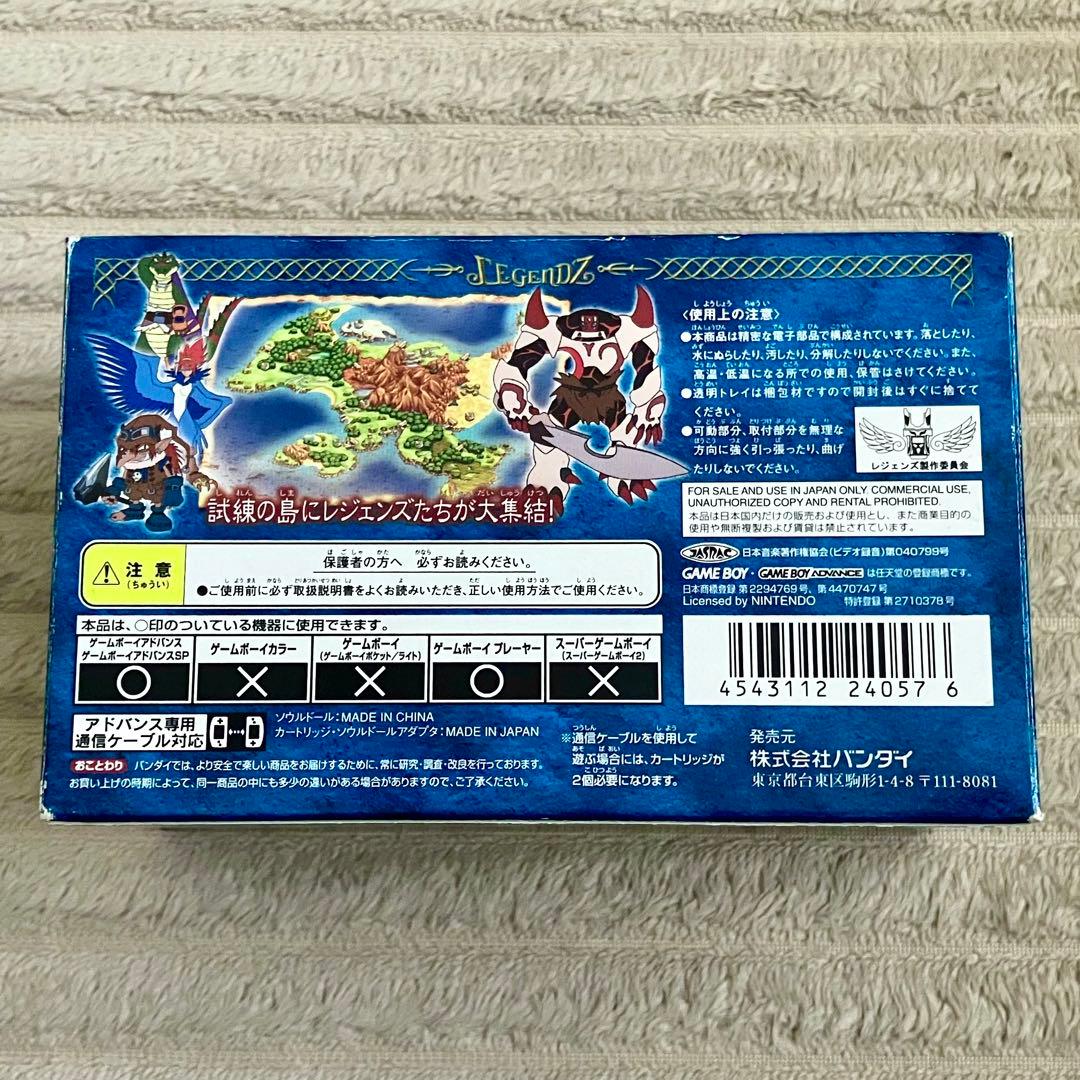 LEGENDZ
試練の島にレジェンズたちが大集結!
〈使用上の注意〉
●本商品は精密な電子部品で構成されています。落としたり、
水にぬらしたり、汚したり、分解したりしないでください。また、
高温・低温になる所での使用、保管はさけてください。
●透明トレイは梱包材ですので開封後はすぐに捨てて
ください。
●可動部分、取付部分を無理な
方向に強く引っ張ったり、曲げ
たりしないでください。
レジェンズ製作委員会
FOR SALE AND USE IN JAPAN ONLY. COMMERCIAL USE,
UNAUTHORIZED COPY AND RENTAL PROHIBITED.
本品は日本国内だけの販売および使用とし、また商業目的の
使用や無断複製および賃貸は禁止されています。
注意
(ちゅうい)
保護者の方へ 必ずお読みください。
●ご使用前に必ず取扱説明書をよくお読みいただき、正しい使用方法でご使用ください。
JASRAC 日本音楽著作権協会(ビデオ録音)第040799号
GAME BOY・GAME BOY ADVANCE は任天堂の登録商標です。
日本商標登録 第2294769号、第4470747号
Licensed by NINTENDO 特許登録 第2710378号
本品は、○印のついている機器に使用できます。
ゲームボーイアドバンス
ゲームボーイアドバンスSP
ゲームボーイカラー
ゲームボーイ
(ゲームボーイポケット/ライト)
ゲームボーイ プレーヤー
スーパーゲームボーイ
(スーパーゲームボーイ2)
○ × × ○ ×
4543112 24057 6
アドバンス専用
通信ケーブル対応
ソウルドール:MADE IN CHINA
カートリッジ・ソウルドールアダプタ:MADE IN JAPAN
※通信ケーブルを使用して
遊ぶ場合には、カートリッジが
2個必要になります。
おことわり バンダイでは、より安全で楽しい商品をお届けするために、常に研究・調査・改良を行っております。
お買い上げの時期によって、同一商品の中にも多少の違いがある場合がありますので、ご了承ください。
発売元
株式会社バンダイ
東京都台東区駒形1-4-8 〒111-8081